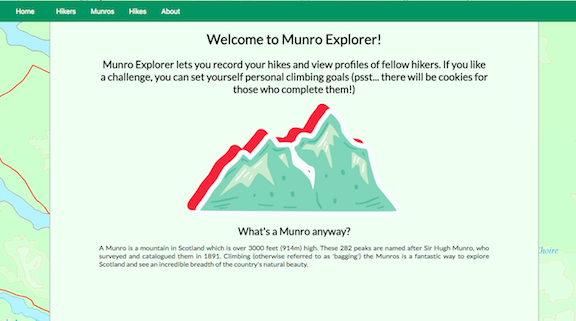 Home Hikers Munros Hikes About
Welcome to Munro Explorer!
Munro Explorer lets you record your hikes and view profiles of fellow hikers. If you like
a challenge, you can set yourself personal climbing goals (psst... there will be cookies for
those who complete them!)
What's a Munro anyway?
A Munro is a mountain in Scotland which is over 3000 feet (914m) high. These 282 peaks are named after Sir Hugh Munro, who
surveyed and catalogued them in 1891. Climbing (otherwise referred to as 'bagging') the Munros is a fantastic way to explore
Scotland and see an incredible breadth of the country's natural beauty.